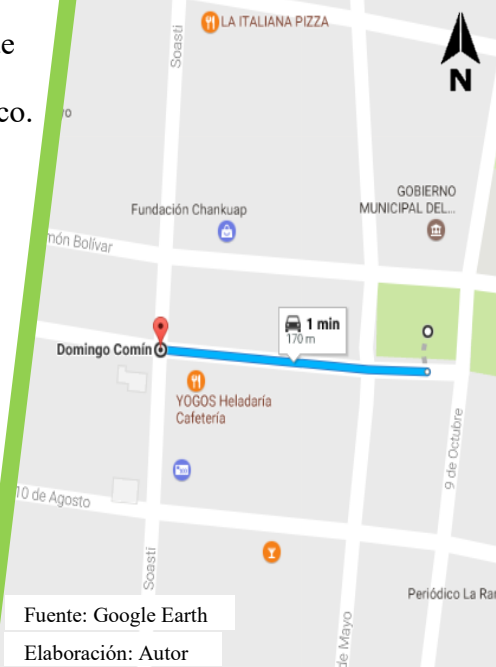 co.
LA ITALIANA PIZZA
Soasti
N
GOBIERNO
MUNICIPAL DEL...
Fundación Chankuap
món Bolívar
1 min
170 m
Domingo Comín
YOGOS Heladaría
Cafetería
9 de Octubre
10 de Agosto
Soasti
Periódico La Ra
de Mayo
Fuente: Google Earth
Elaboración: Autor